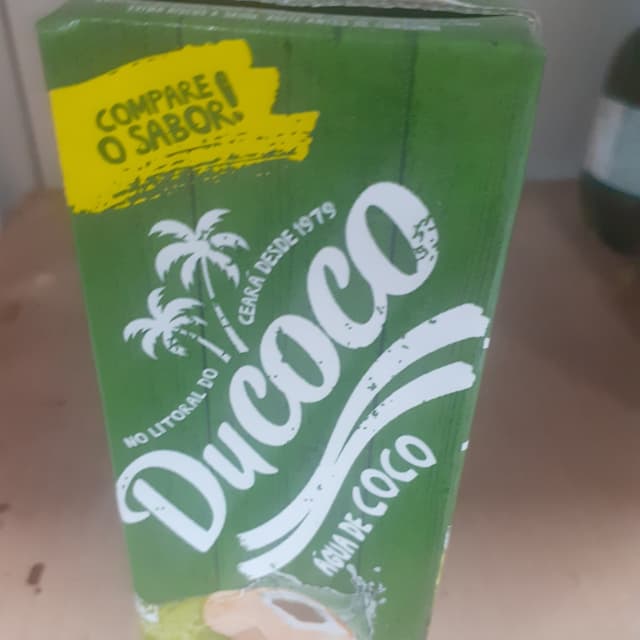 COMPARE
O SABOR!
NO LITORAL DO CEARÁ DESDE 1979
Ducoco
ÁGUA DE COCO